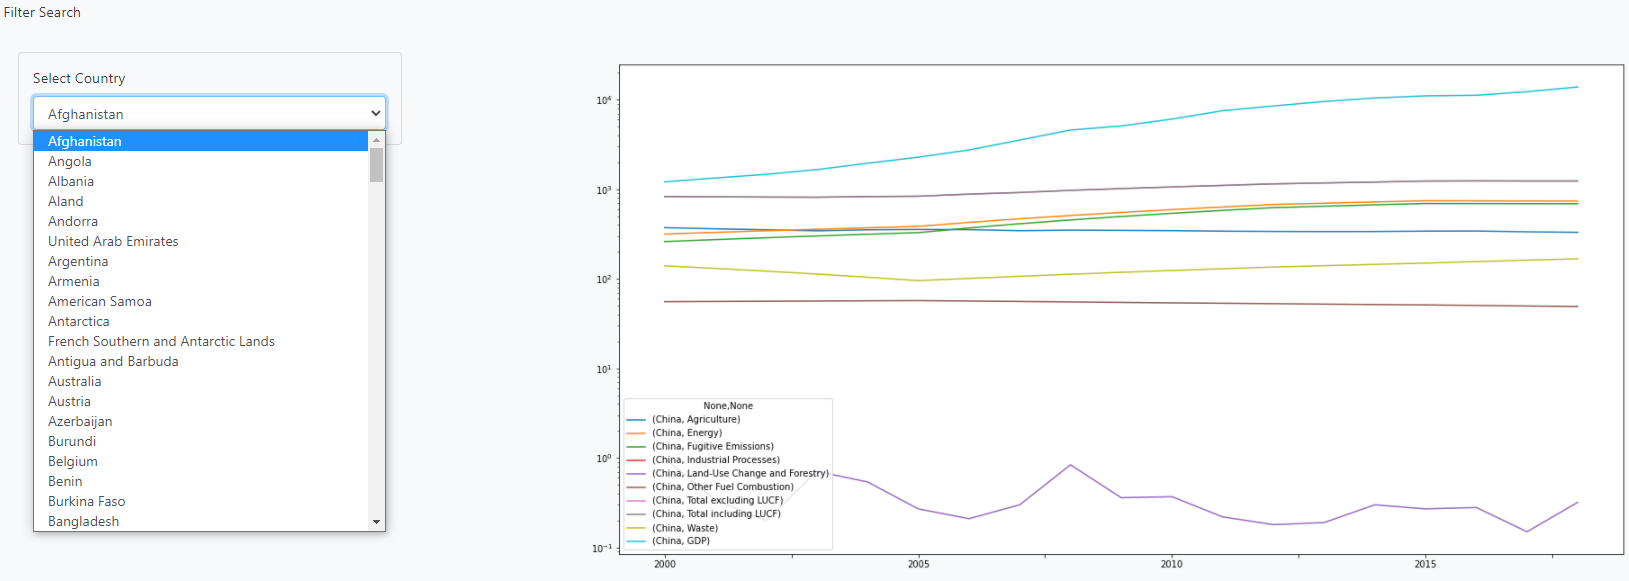 Filter Search
Select Country
Afghanistan
Afghanistan
Angola
Albania
Aland
Andorra
United Arab Emirates
Argentina
Armenia
American Samoa
Antarctica
French Southern and Antarctic Lands
Antigua and Barbuda
Australia
Austria
Azerbaijan
Burundi
Belgium
Benin
Burkina Faso
Bangladesh
10⁴
10³
10²
10¹
10⁰
10⁻¹
None,None
(China, Agriculture)
(China, Energy)
(China, Fugitive Emissions)
(China, Industrial Processes)
(China, Land-Use Change and Forestry)
(China, Other Fuel Combustion)
(China, Total excluding LUCF)
(China, Total including LUCF)
(China, Waste)
(China, GDP)
2000 2005 2010 2015